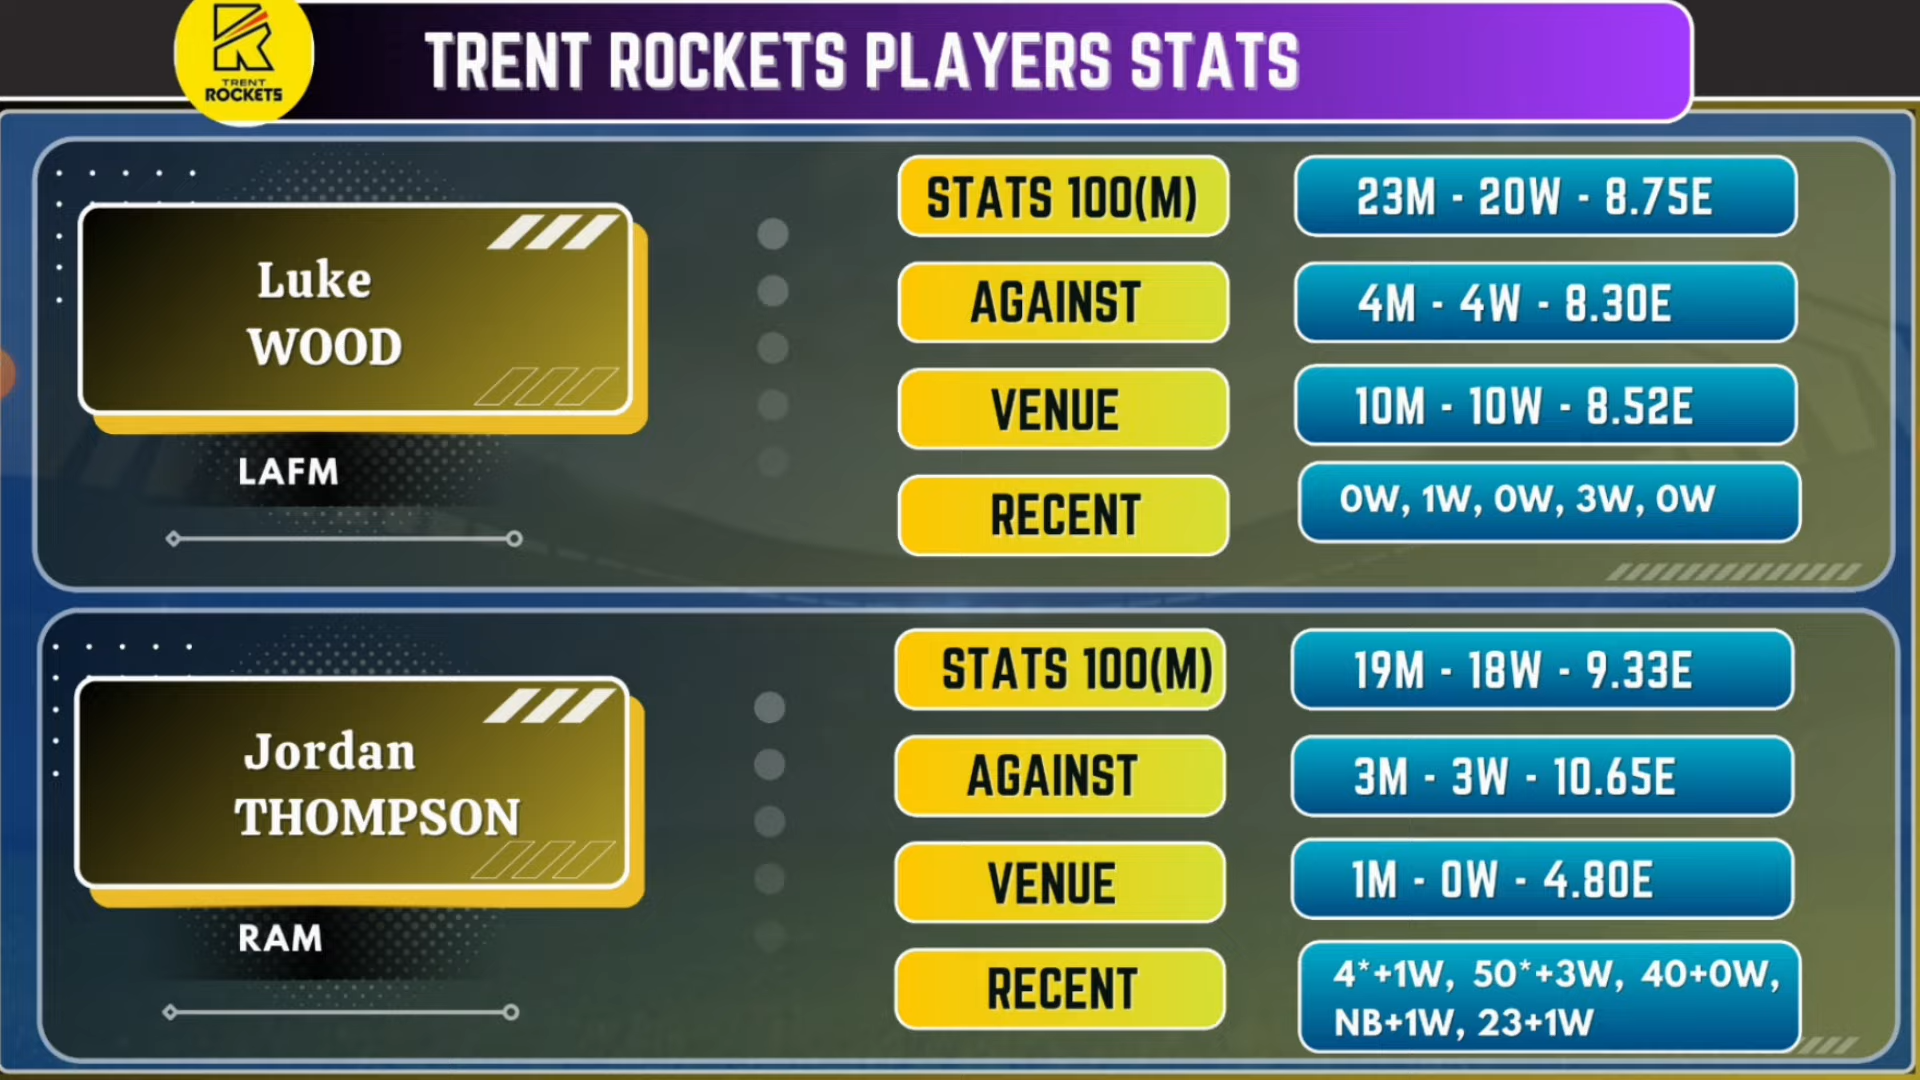 TRENT
ROCKETS
TRENT ROCKETS PLAYERS STATS
Luke
WOOD
LAFM
STATS 100(M)
23M - 20W - 8.75E
AGAINST
4M - 4W - 8.30E
VENUE
10M - 10W - 8.52E
RECENT
0W, 1W, 0W, 3W, 0W
Jordan
THOMPSON
RAM
STATS 100(M)
19M - 18W - 9.33E
AGAINST
3M - 3W - 10.65E
VENUE
1M - 0W - 4.80E
RECENT
4*+1W, 50*+3W, 40+0W,
NB+1W, 23+1W